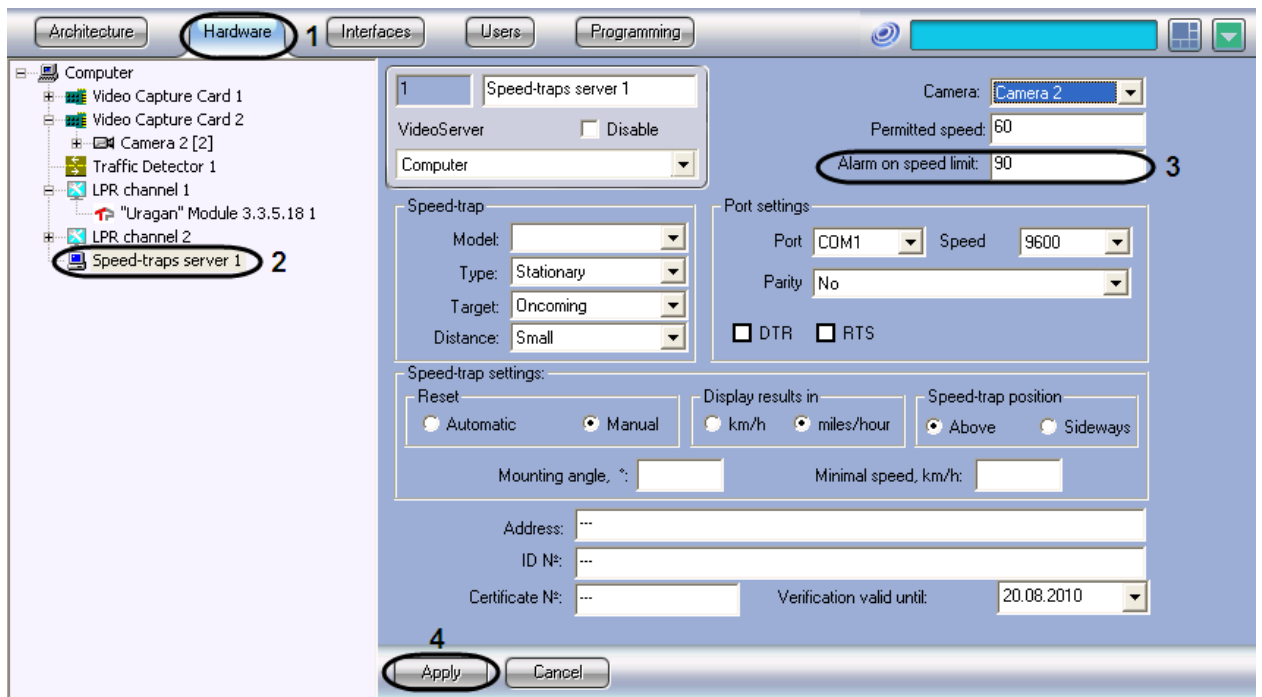 Architecture Hardware 1 Interfaces Users Programming
Computer
Video Capture Card 1
Video Capture Card 2
Camera 2 [2]
Traffic Detector 1
LPR channel 1
"Uragan" Module 3.3.5.18 1
LPR channel 2
Speed-traps server 1 2
1 Speed-traps server 1
VideoServer Disable
Computer
Camera: Camera 2
Permitted speed: 60
Alarm on speed limit: 90 3
Speed-trap
Model:
Type: Stationary
Target: Oncoming
Distance: Small
Port settings
Port COM1 Speed 9600
Parity No
DTR RTS
Speed-trap settings:
Reset
Automatic Manual
Display results in
km/h miles/hour
Speed-trap position
Above Sideways
Mounting angle, °: Minimal speed, km/h:
Address: ---
ID №: ---
Certificate №: --- Verification valid until: 20.08.2010
4
Apply Cancel